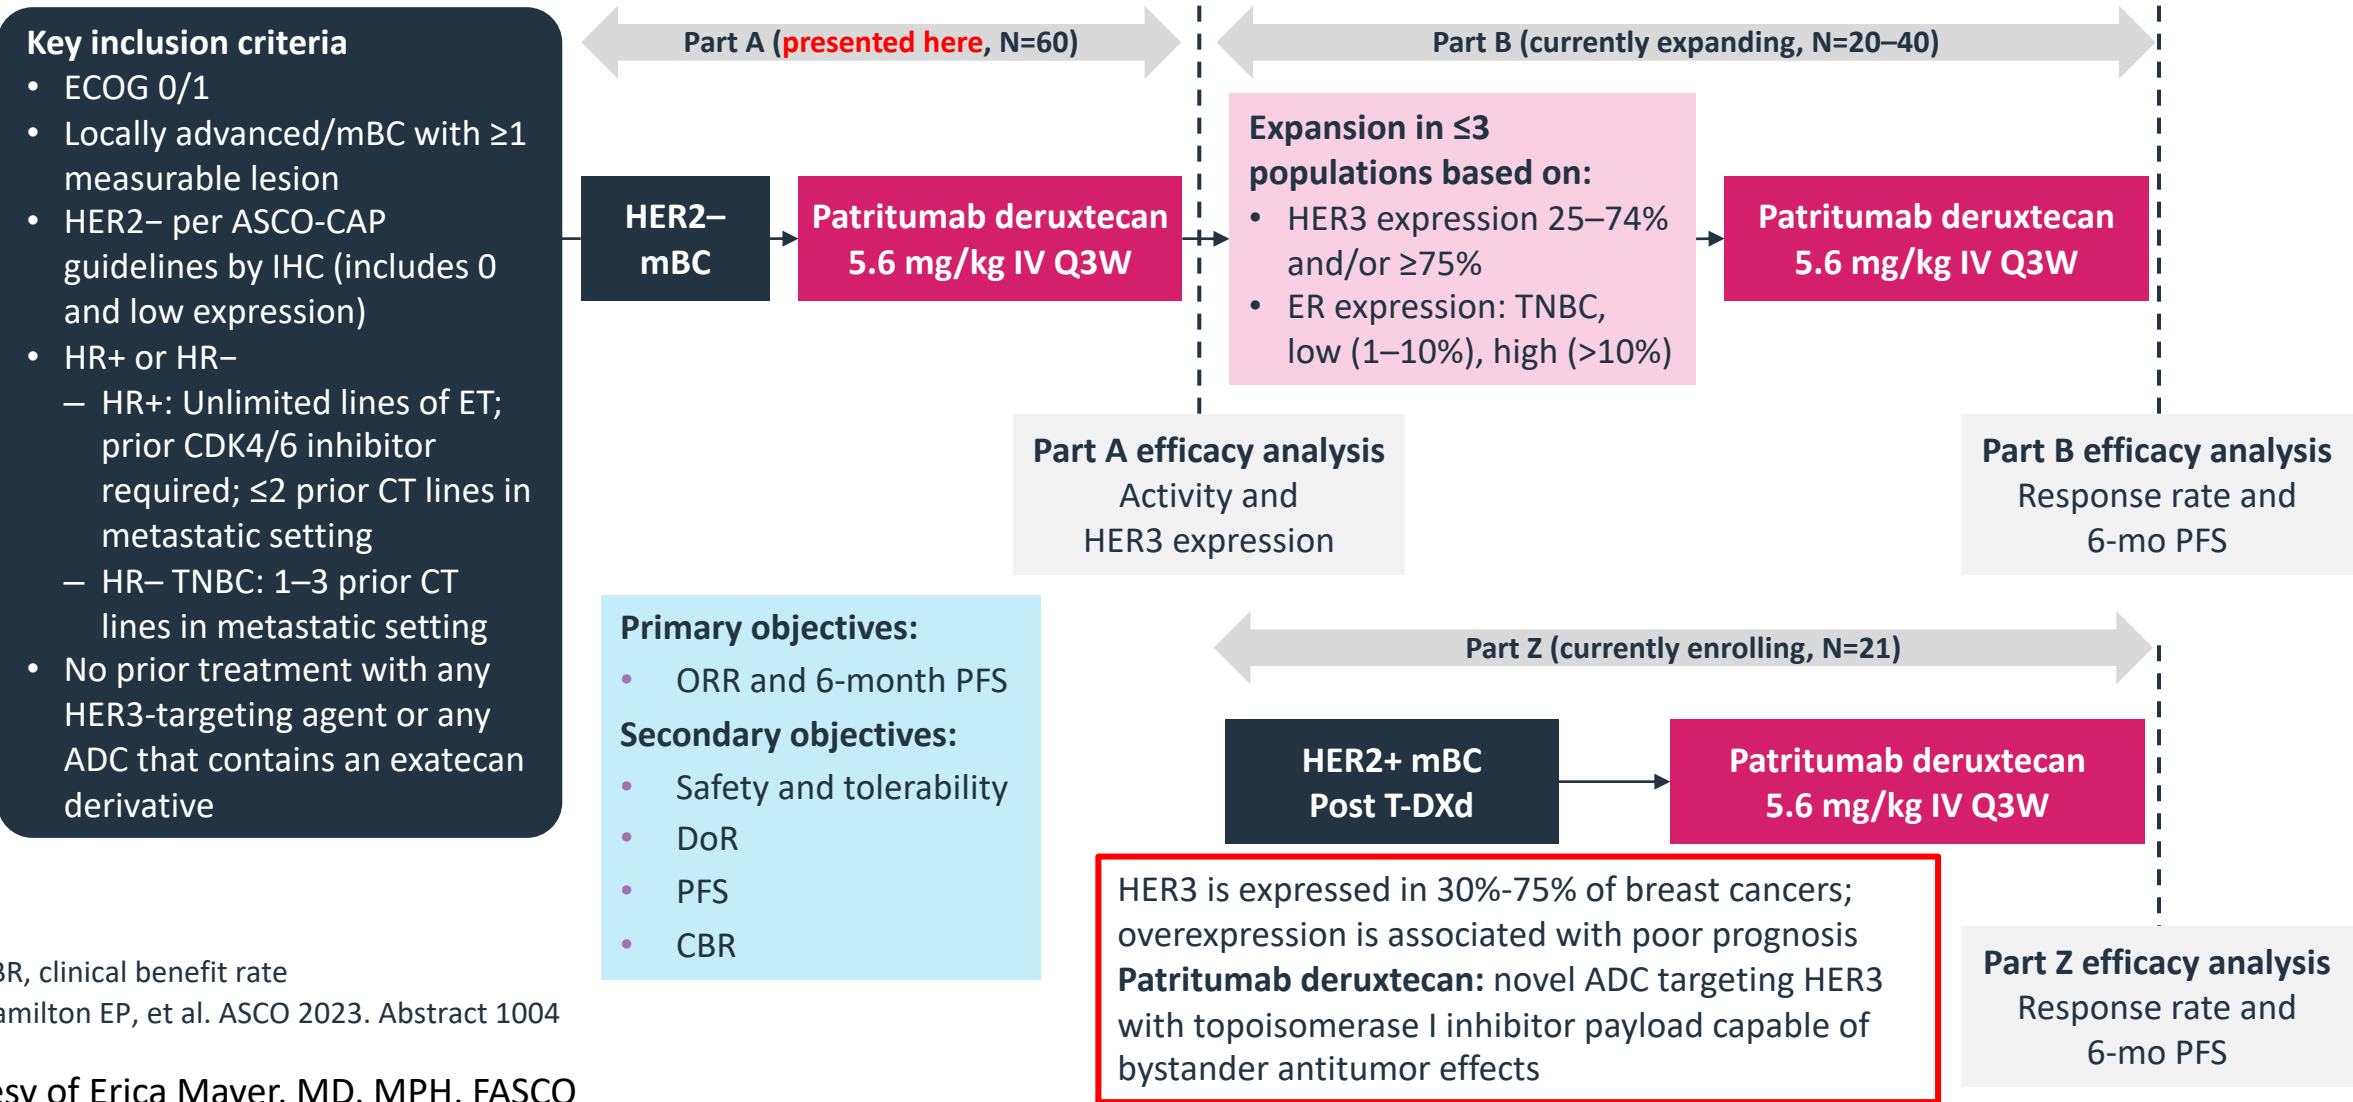 Key inclusion criteria
• ECOG 0/1
• Locally advanced/mBC with ≥1
measurable lesion
• HER2− per ASCO-CAP
guidelines by IHC (includes 0
and low expression)
• HR+ or HR−
– HR+: Unlimited lines of ET;
prior CDK4/6 inhibitor
required; ≤2 prior CT lines in
metastatic setting
– HR– TNBC: 1–3 prior CT
lines in metastatic setting
• No prior treatment with any
HER3-targeting agent or any
ADC that contains an exatecan
derivative
Part A (presented here, N=60)
HER2–
mBC
Patritumab deruxtecan
5.6 mg/kg IV Q3W
Part A efficacy analysis
Activity and
HER3 expression
Part B (currently expanding, N=20–40)
Expansion in ≤3
populations based on:
• HER3 expression 25–74%
and/or ≥75%
• ER expression: TNBC,
low (1–10%), high (>10%)
Patritumab deruxtecan
5.6 mg/kg IV Q3W
Part B efficacy analysis
Response rate and
6-mo PFS
Primary objectives:
• ORR and 6-month PFS
Secondary objectives:
• Safety and tolerability
• DoR
• PFS
• CBR
Part Z (currently enrolling, N=21)
HER2+ mBC
Post T-DXd
Patritumab deruxtecan
5.6 mg/kg IV Q3W
HER3 is expressed in 30%-75% of breast cancers;
overexpression is associated with poor prognosis
Patritumab deruxtecan: novel ADC targeting HER3
with topoisomerase I inhibitor payload capable of
bystander antitumor effects
Part Z efficacy analysis
Response rate and
6-mo PFS
BR, clinical benefit rate
amilton EP, et al. ASCO 2023. Abstract 1004
esy of Erica Mayer, MD, MPH, FASCO